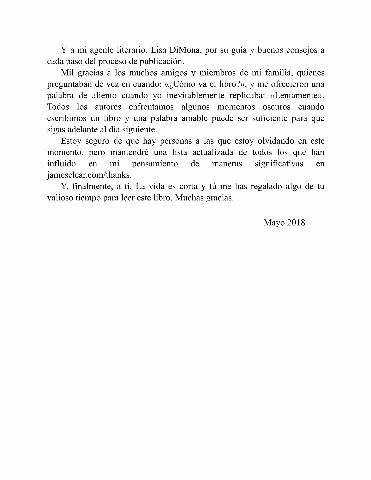 Y a mi agente literario, Lisa DiMona, por su guía y buenos consejos a
cada paso del proceso de publicación.
Mil gracias a los muchos amigos y miembros de mi familia, quienes
preguntaban de vez en cuando: «¿Cómo va el libro?», y me ofrecieron una
palabra de aliento cuando yo inevitablemente replicaba: «Lentamente».
Todos los autores enfrentamos algunos momentos oscuros cuando
escribimos un libro y una palabra amable puede ser suficiente para que
sigas adelante al día siguiente.
Estoy seguro de que hay personas a las que estoy olvidando en este
momento, pero mantendré una lista actualizada de todos los que han
influido en mi pensamiento de maneras significativas en
jamesclear.com/thanks.
Y, finalmente, a ti. La vida es corta y tú me has regalado algo de tu
valioso tiempo para leer este libro. Muchas gracias.
Mayo 2018